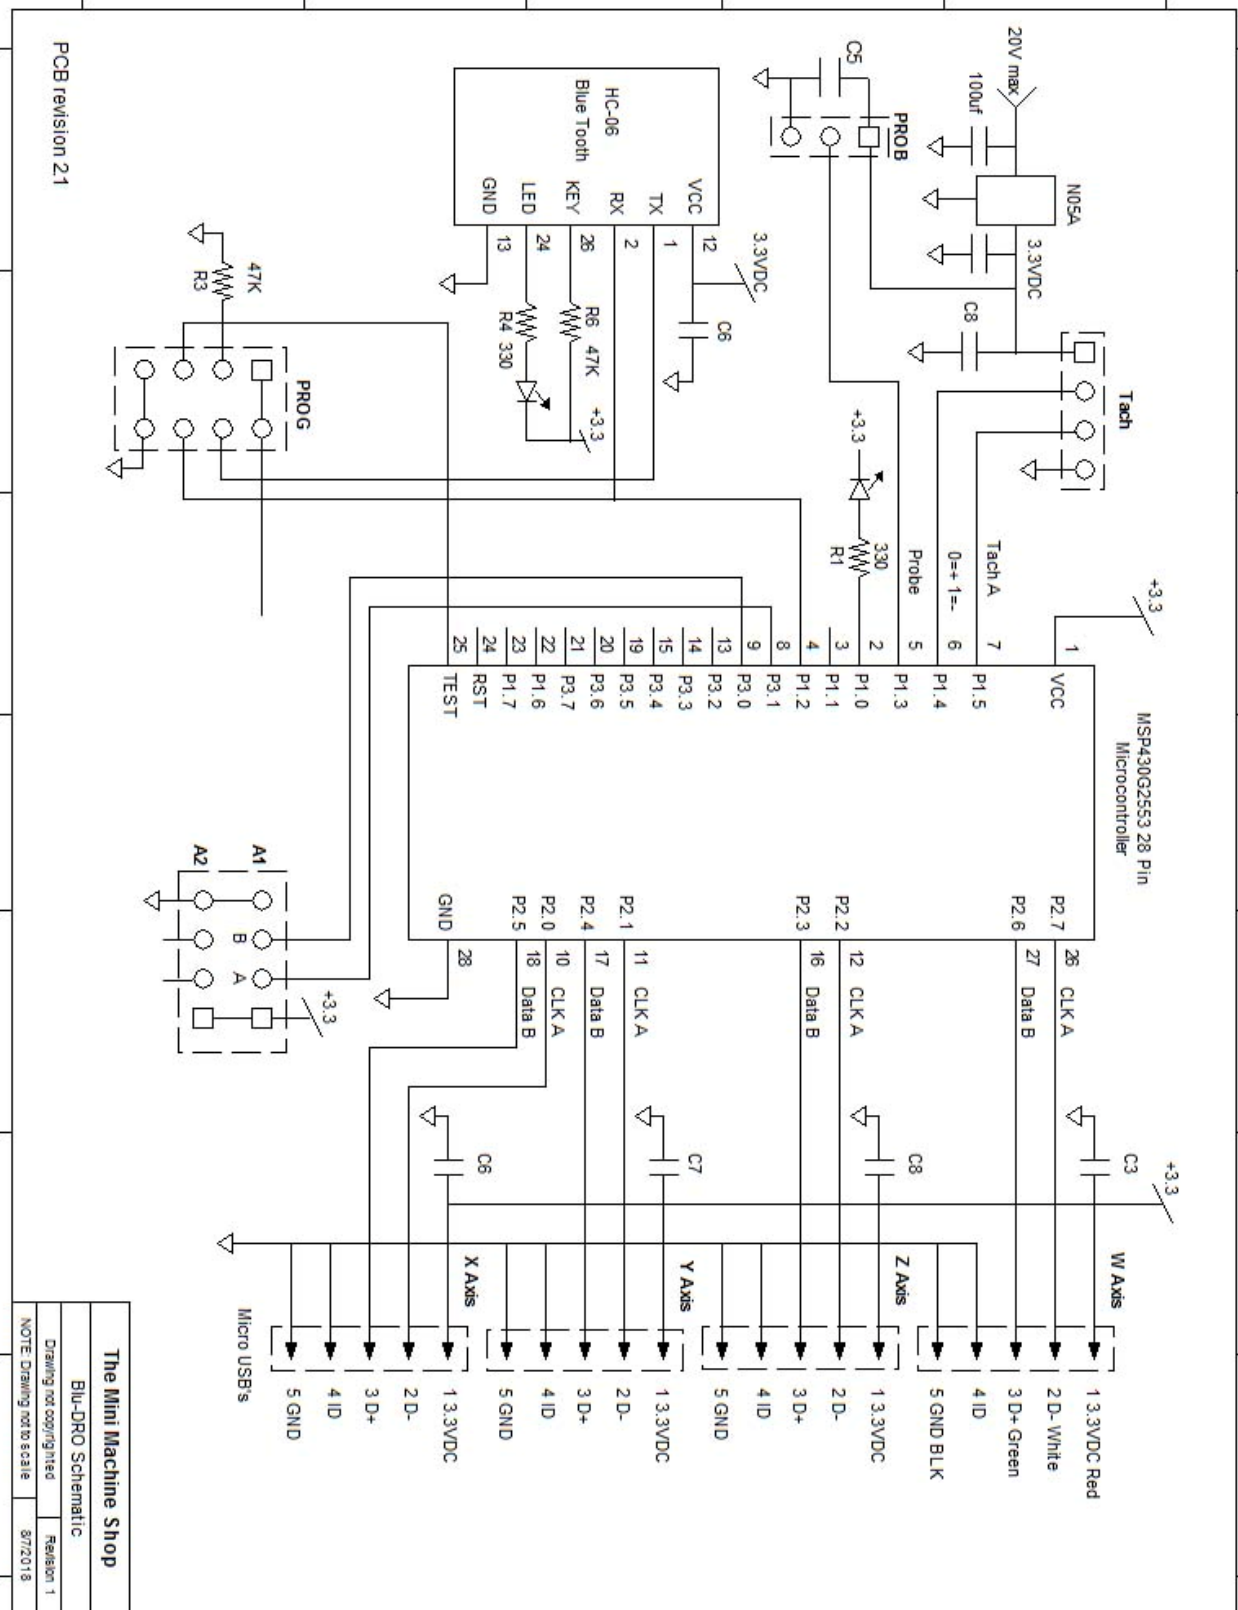 20V max
100uf
N05A
3.3VDC
C8
Tach
PROB
C5
Tach A
0=+ 1=-
Probe
+3.3
330
R1
3.3VDC
C6
HC-06
Blue Tooth
VCC 12
TX 1
RX 2
KEY 26
LED 24
GND 13
R6 47K
R4 330
+3.3
47K
R3
PROG
PCB revision 2.1
+3.3
MSP430G2553 28 Pin
Microcontroller
1 VCC
7 P1.5
6 P1.4
5 P1.3
2 P1.0
3 P1.1
4 P1.2
8 P3.1
9 P3.0
13 P3.2
14 P3.3
15 P3.4
19 P3.5
20 P3.6
21 P3.7
22 P1.6
23 P1.7
24 RST
25 TEST
P2.7 26 CLK A
P2.6 27 Data B
P2.2 12 CLK A
P2.3 16 Data B
P2.1 11 CLK A
P2.4 17 Data B
P2.0 10 CLK A
P2.5 18 Data B
GND 28
A1
A2
B
A
+3.3
+3.3
C3
C8
C7
C6
W Axis
1 3.3VDC Red
2 D- White
3 D+ Green
4 ID
5 GND BLK
Z Axis
1 3.3VDC
2 D-
3 D+
4 ID
5 GND
Y Axis
1 3.3VDC
2 D-
3 D+
4 ID
5 GND
X Axis
1 3.3VDC
2 D-
3 D+
4 ID
5 GND
Micro USB's
The Mini Machine Shop
Blu-DRO Schematic
Drawing not copyrighted
Revision 1
NOTE: Drawing not to scale
8/7/2018